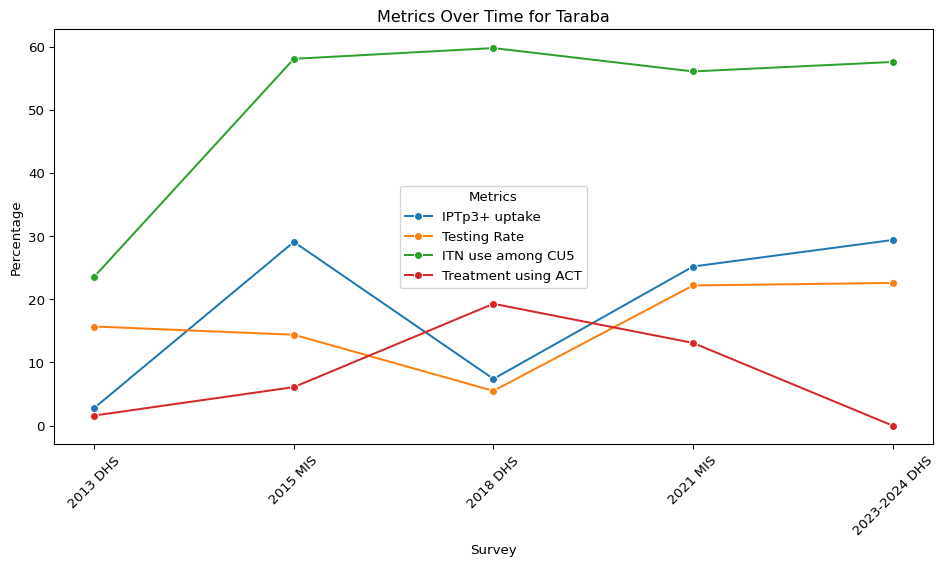 Metrics Over Time for Taraba
Percentage
60
50
40
30
20
10
0
Metrics
IPTp3+ uptake
Testing Rate
ITN use among CU5
Treatment using ACT
2013 DHS
2015 MIS
2018 DHS
2021 MIS
2023-2024 DHS
Survey